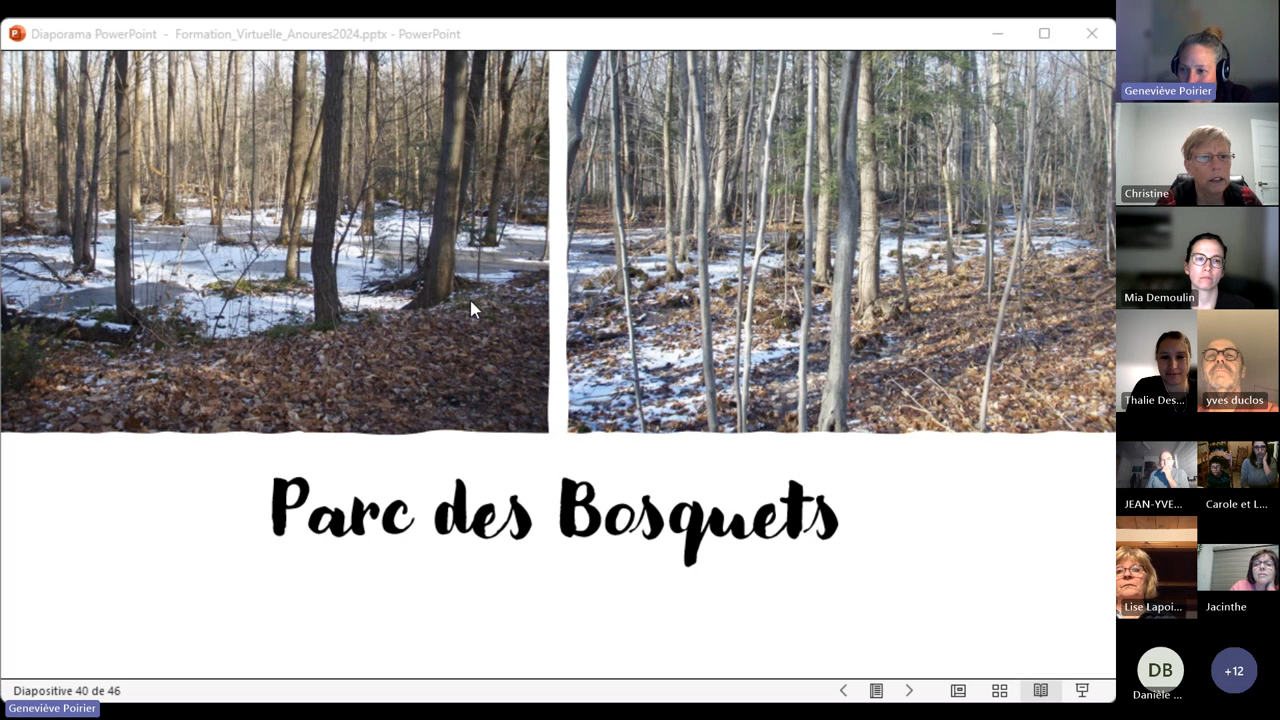 Diaporama PowerPoint - Formation_Virtuelle_Anoures2024.pptx - PowerPoint
Parc des Bosquets
Diapositive 40 de 46
Geneviève Poirier
Geneviève Poirier
Christine
Mia Demoulin
Thalie Des...
yves duclos
JEAN-YVE...
Carole et L...
Lise Lapoi...
Jacinthe
DB
+12
Danièle ...